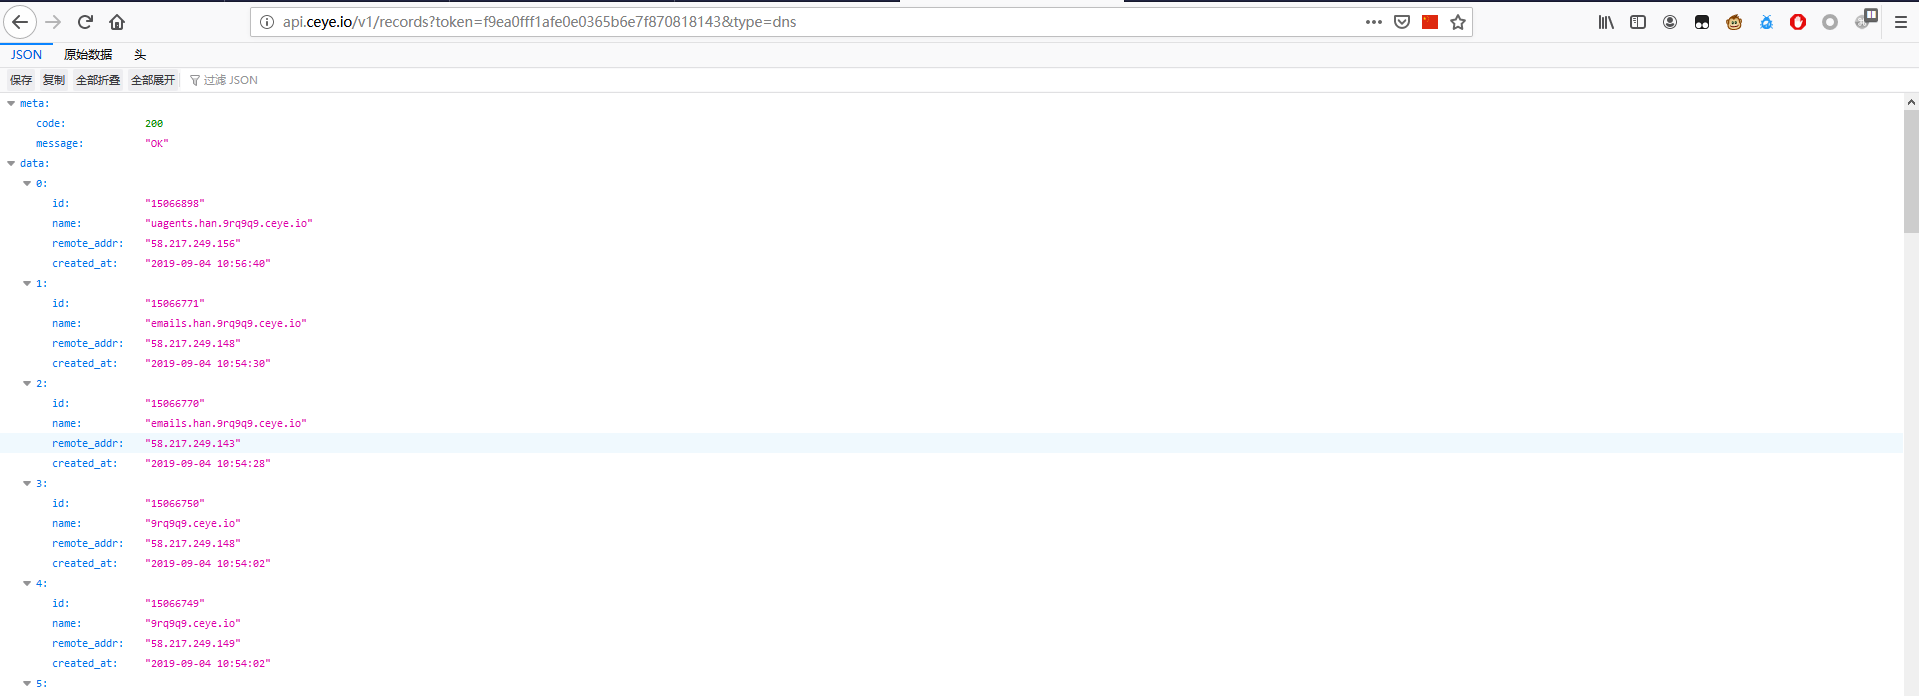 api.ceye.io/v1/records?token=f9ea0fff1afe0e0365b6e7f870818143&type=dns
JSON 原始数据 头
保存 复制 全部折叠 全部展开 过滤 JSON
meta:
code: 200
message: "OK"
data:
0:
id: "15066898"
name: "uagents.han.9rq9q9.ceye.io"
remote_addr: "58.217.249.156"
created_at: "2019-09-04 10:56:40"
1:
id: "15066771"
name: "emails.han.9rq9q9.ceye.io"
remote_addr: "58.217.249.148"
created_at: "2019-09-04 10:54:30"
2:
id: "15066770"
name: "emails.han.9rq9q9.ceye.io"
remote_addr: "58.217.249.143"
created_at: "2019-09-04 10:54:28"
3:
id: "15066750"
name: "9rq9q9.ceye.io"
remote_addr: "58.217.249.148"
created_at: "2019-09-04 10:54:02"
4:
id: "15066749"
name: "9rq9q9.ceye.io"
remote_addr: "58.217.249.149"
created_at: "2019-09-04 10:54:02"
5: